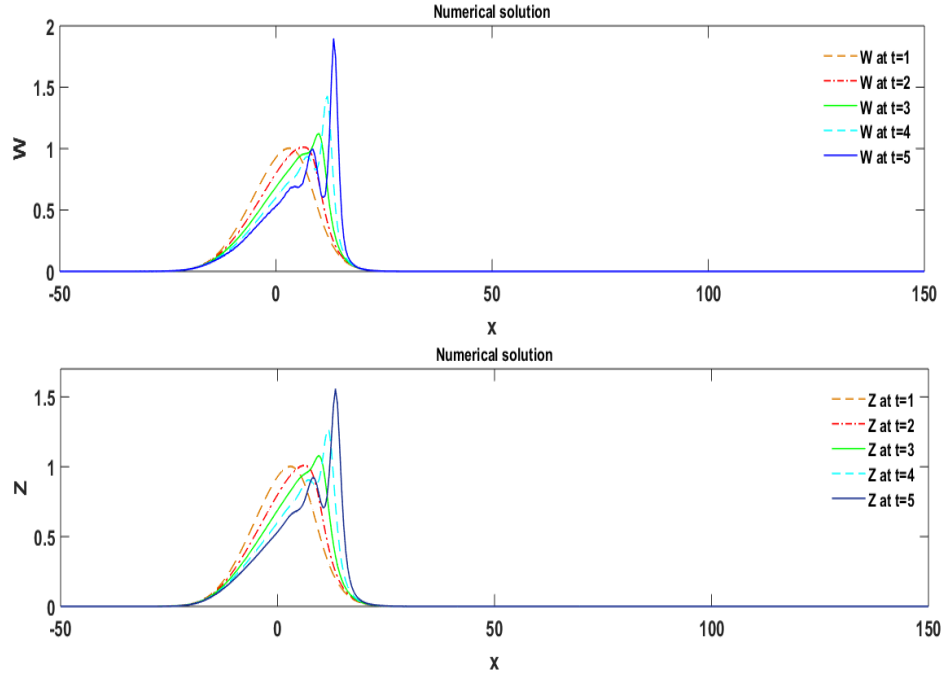 Numerical solution
2
1.5
1
0.5
0
W
W at t=1
W at t=2
W at t=3
W at t=4
W at t=5
-50
0
50
100
150
x
Numerical solution
1.5
1
0.5
0
Z
Z at t=1
Z at t=2
Z at t=3
Z at t=4
Z at t=5
-50
0
50
100
150
x